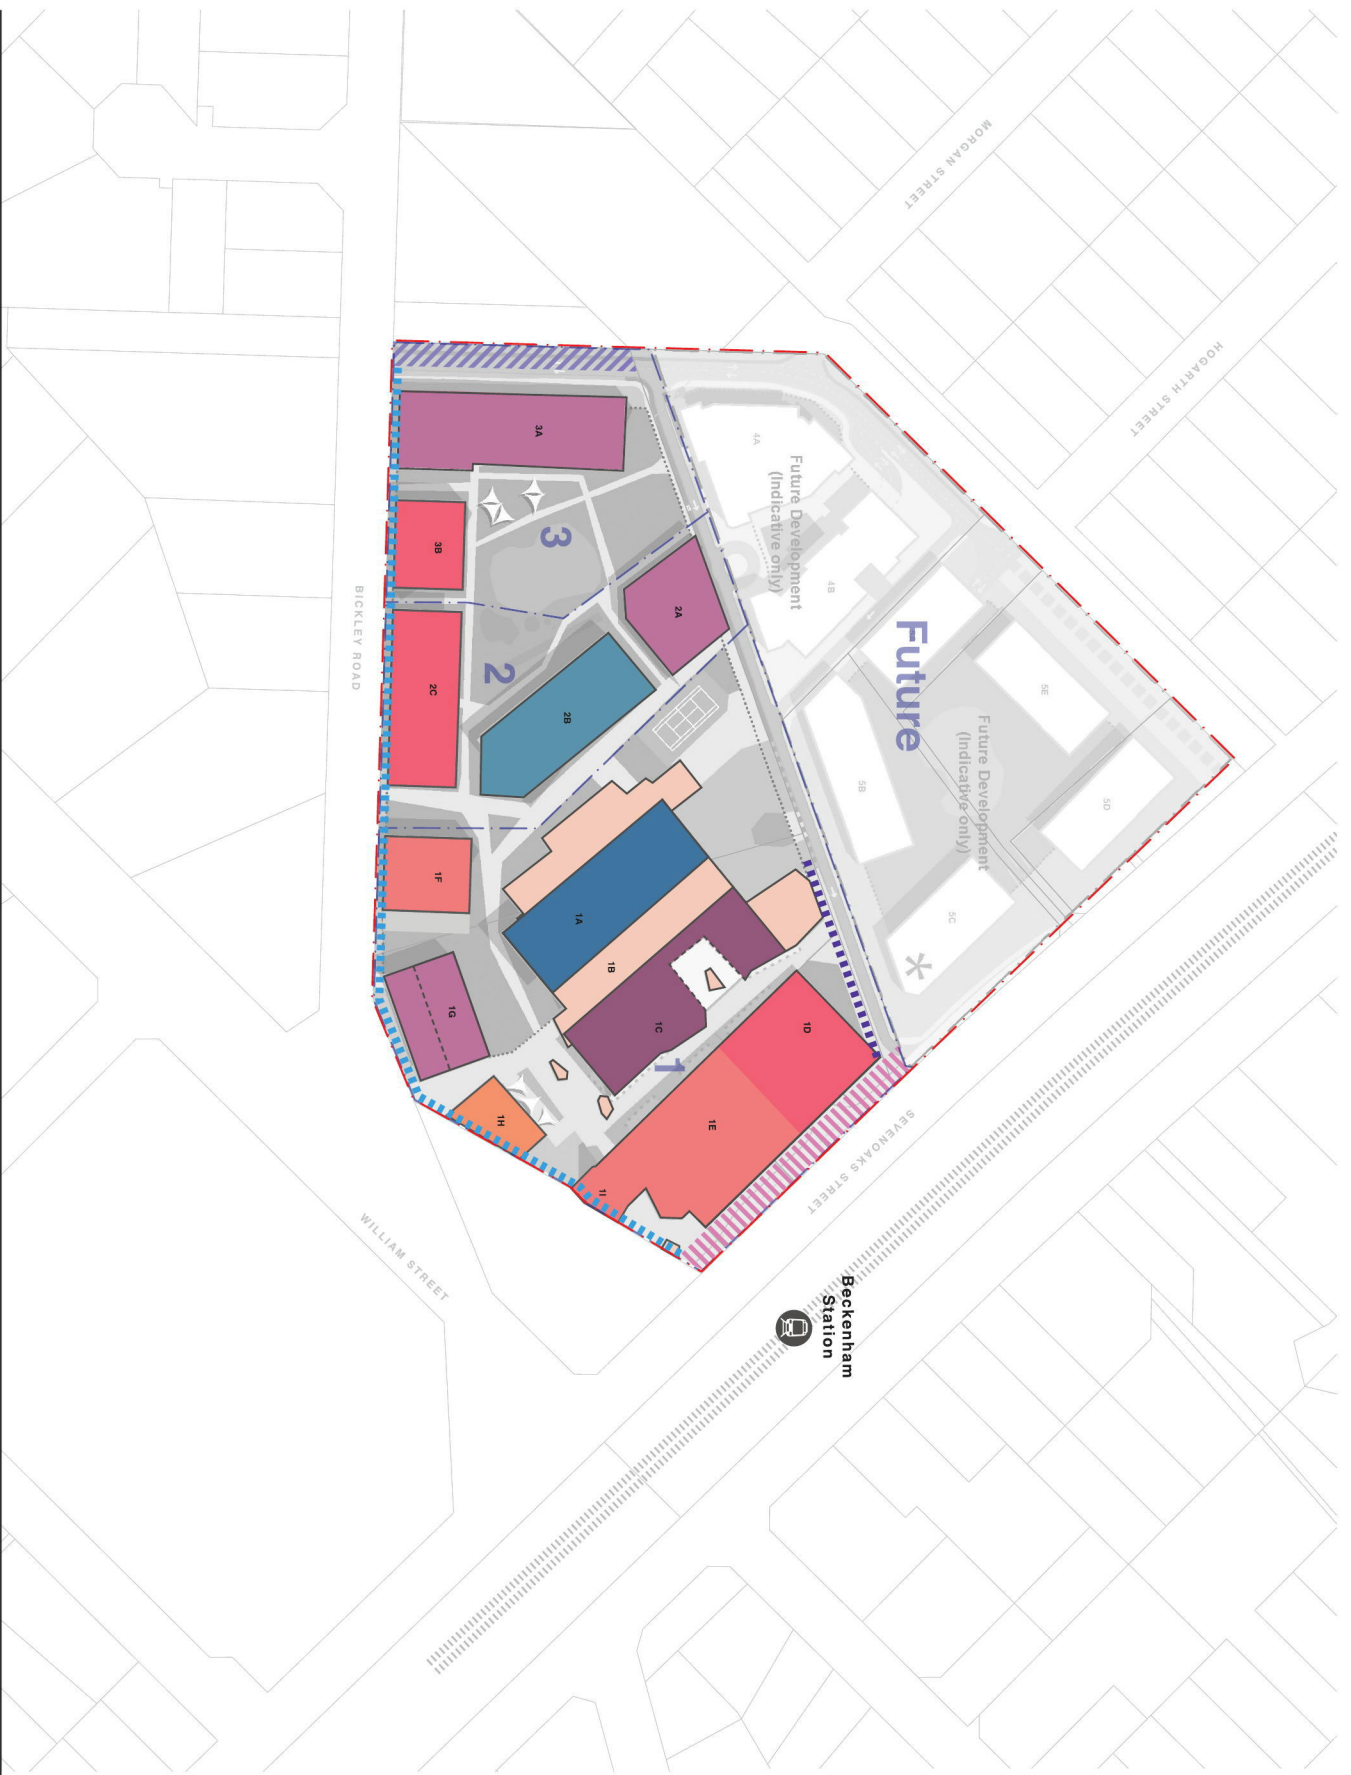 MORGAN STREET
HOGARTH STREET
BICKLEY ROAD
WILLIAM STREET
SEVENOAKS STREET
Beckenham
Station
Future
Future Development
(Indicative only)
Future Development
(Indicative only)
4A
4B
5B
5C
5D
5E
3
3A
3B
2
2A
2B
2C
1
1A
1B
1C
1D
1E
1F
1G
1H
1I